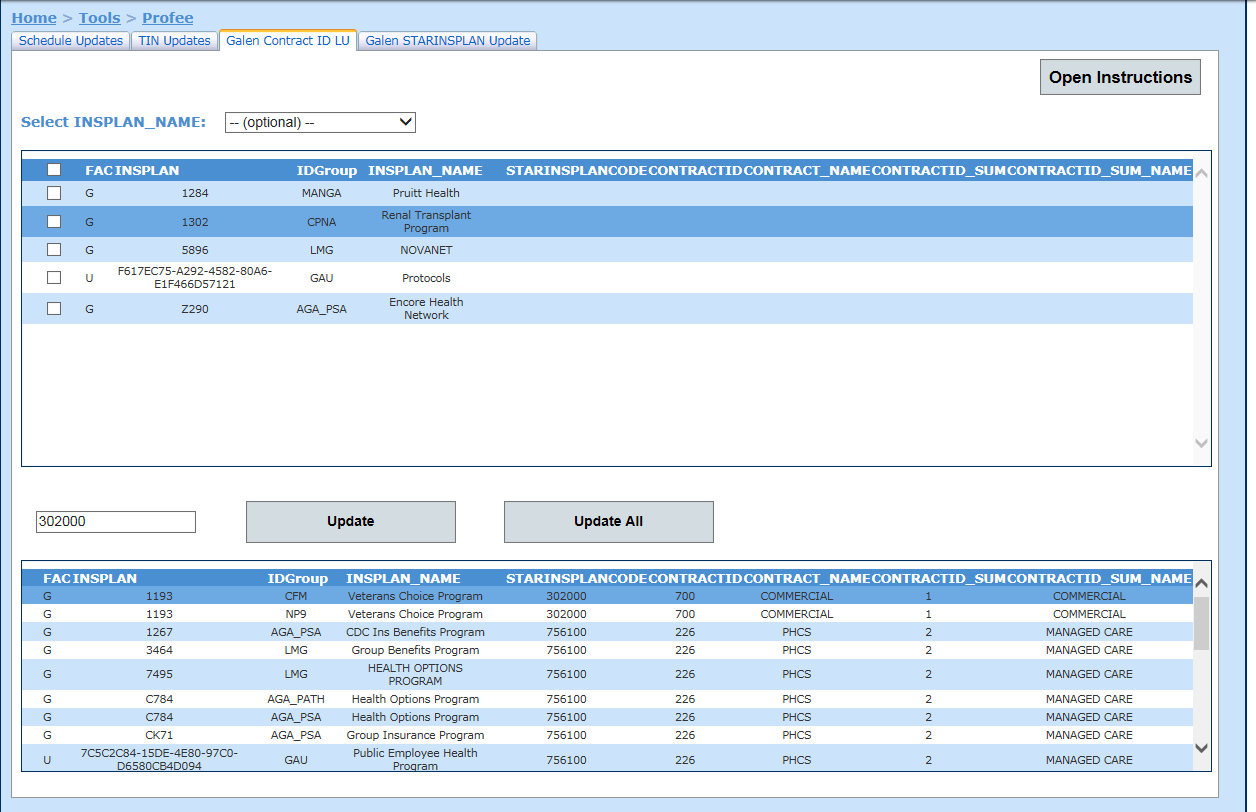 Home > Tools > Profee
Schedule Updates TIN Updates Galen Contract ID LU Galen STARINSPLAN Update
Open Instructions
Select INSPLAN_NAME: -- (optional) --
FAC INSPLAN IDGroup INSPLAN_NAME STARINSPLANCODE CONTRACTID CONTRACT_NAME CONTRACTID_SUM CONTRACTID_SUM_NAME
G 1284 MANGA Pruitt Health
G 1302 CPNA Renal Transplant
Program
G 5896 LMG NOVANET
U F617EC75-A292-4582-80A6-
E1F466D57121 GAU Protocols
G Z290 AGA_PSA Encore Health
Network
302000 Update Update All
FAC INSPLAN IDGroup INSPLAN_NAME STARINSPLANCODE CONTRACTID CONTRACT_NAME CONTRACTID_SUM CONTRACTID_SUM_NAME
G 1193 CFM Veterans Choice Program 302000 700 COMMERCIAL 1 COMMERCIAL
G 1193 NP9 Veterans Choice Program 302000 700 COMMERCIAL 1 COMMERCIAL
G 1267 AGA_PSA CDC Ins Benefits Program 756100 226 PHCS 2 MANAGED CARE
G 3464 LMG Group Benefits Program 756100 226 PHCS 2 MANAGED CARE
G 7495 LMG HEALTH OPTIONS
PROGRAM 756100 226 PHCS 2 MANAGED CARE
G C784 AGA_PATH Health Options Program 756100 226 PHCS 2 MANAGED CARE
G C784 AGA_PSA Health Options Program 756100 226 PHCS 2 MANAGED CARE
G CK71 AGA_PSA Group Insurance Program 756100 226 PHCS 2 MANAGED CARE
U 7C5C2C84-15DE-4E80-97C0-
D6580CB4D094 GAU Public Employee Health
Program 756100 226 PHCS 2 MANAGED CARE